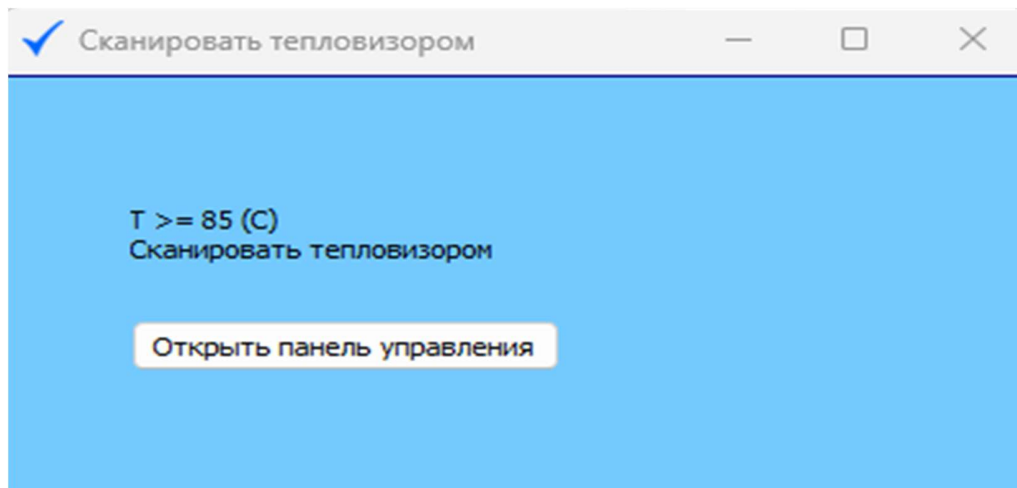 Сканировать тепловизором
T >= 85 (C)
Сканировать тепловизором
Открыть панель управления